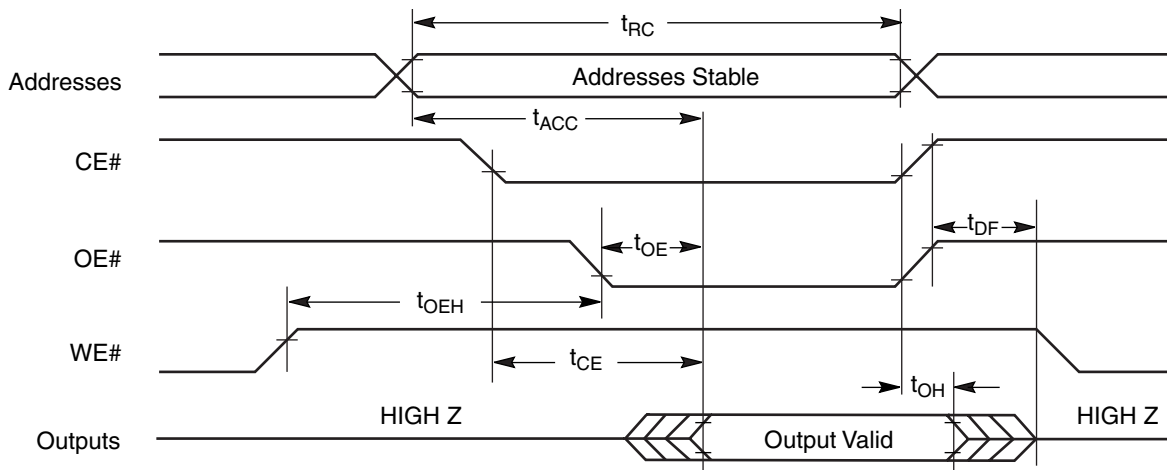 tRC
Addresses
Addresses Stable
tACC
CE#
tDF
tOE
OE#
tOEH
WE#
tCE
tOH
HIGH Z
HIGH Z
Outputs
Output Valid